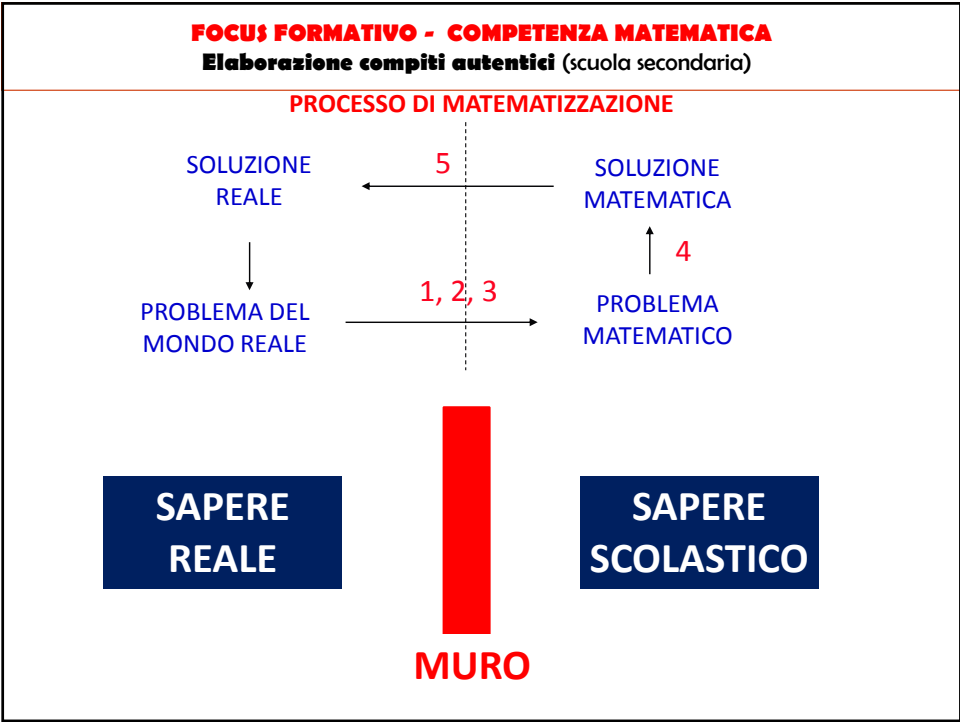 FOCUS FORMATIVO - COMPETENZA MATEMATICA
Elaborazione compiti autentici (scuola secondaria)
PROCESSO DI MATEMATIZZAZIONE
SOLUZIONE
REALE
5
SOLUZIONE
MATEMATICA
4
PROBLEMA DEL
MONDO REALE
1, 2, 3
PROBLEMA
MATEMATICO
SAPERE
REALE
SAPERE
SCOLASTICO
MURO